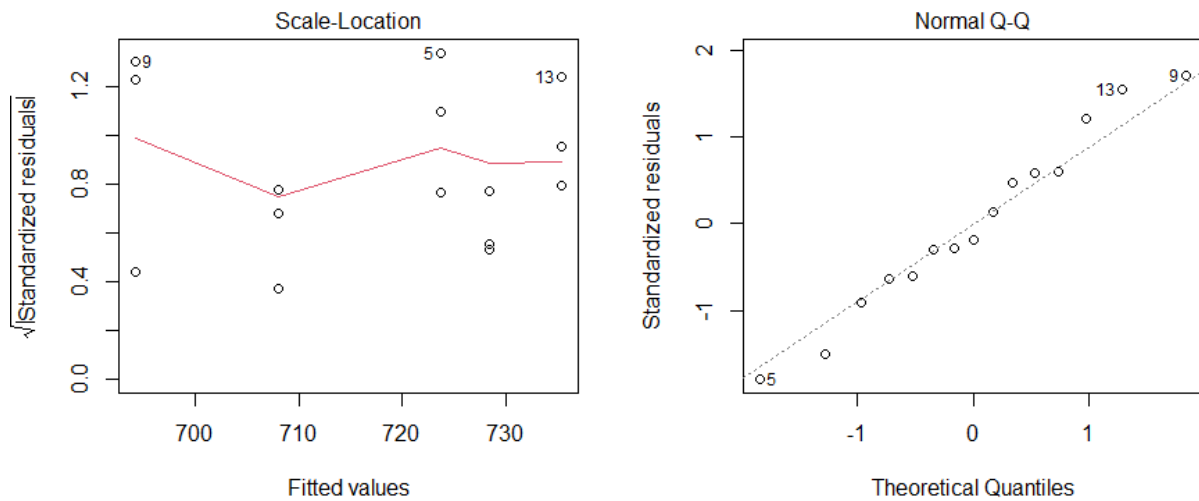 Scale-Location
√|Standardized residuals|
0.0 0.4 0.8 1.2
9
5
13
700 710 720 730
Fitted values
Normal Q-Q
Standardized residuals
-1 0 1 2
9
13
5
-1 0 1
Theoretical Quantiles